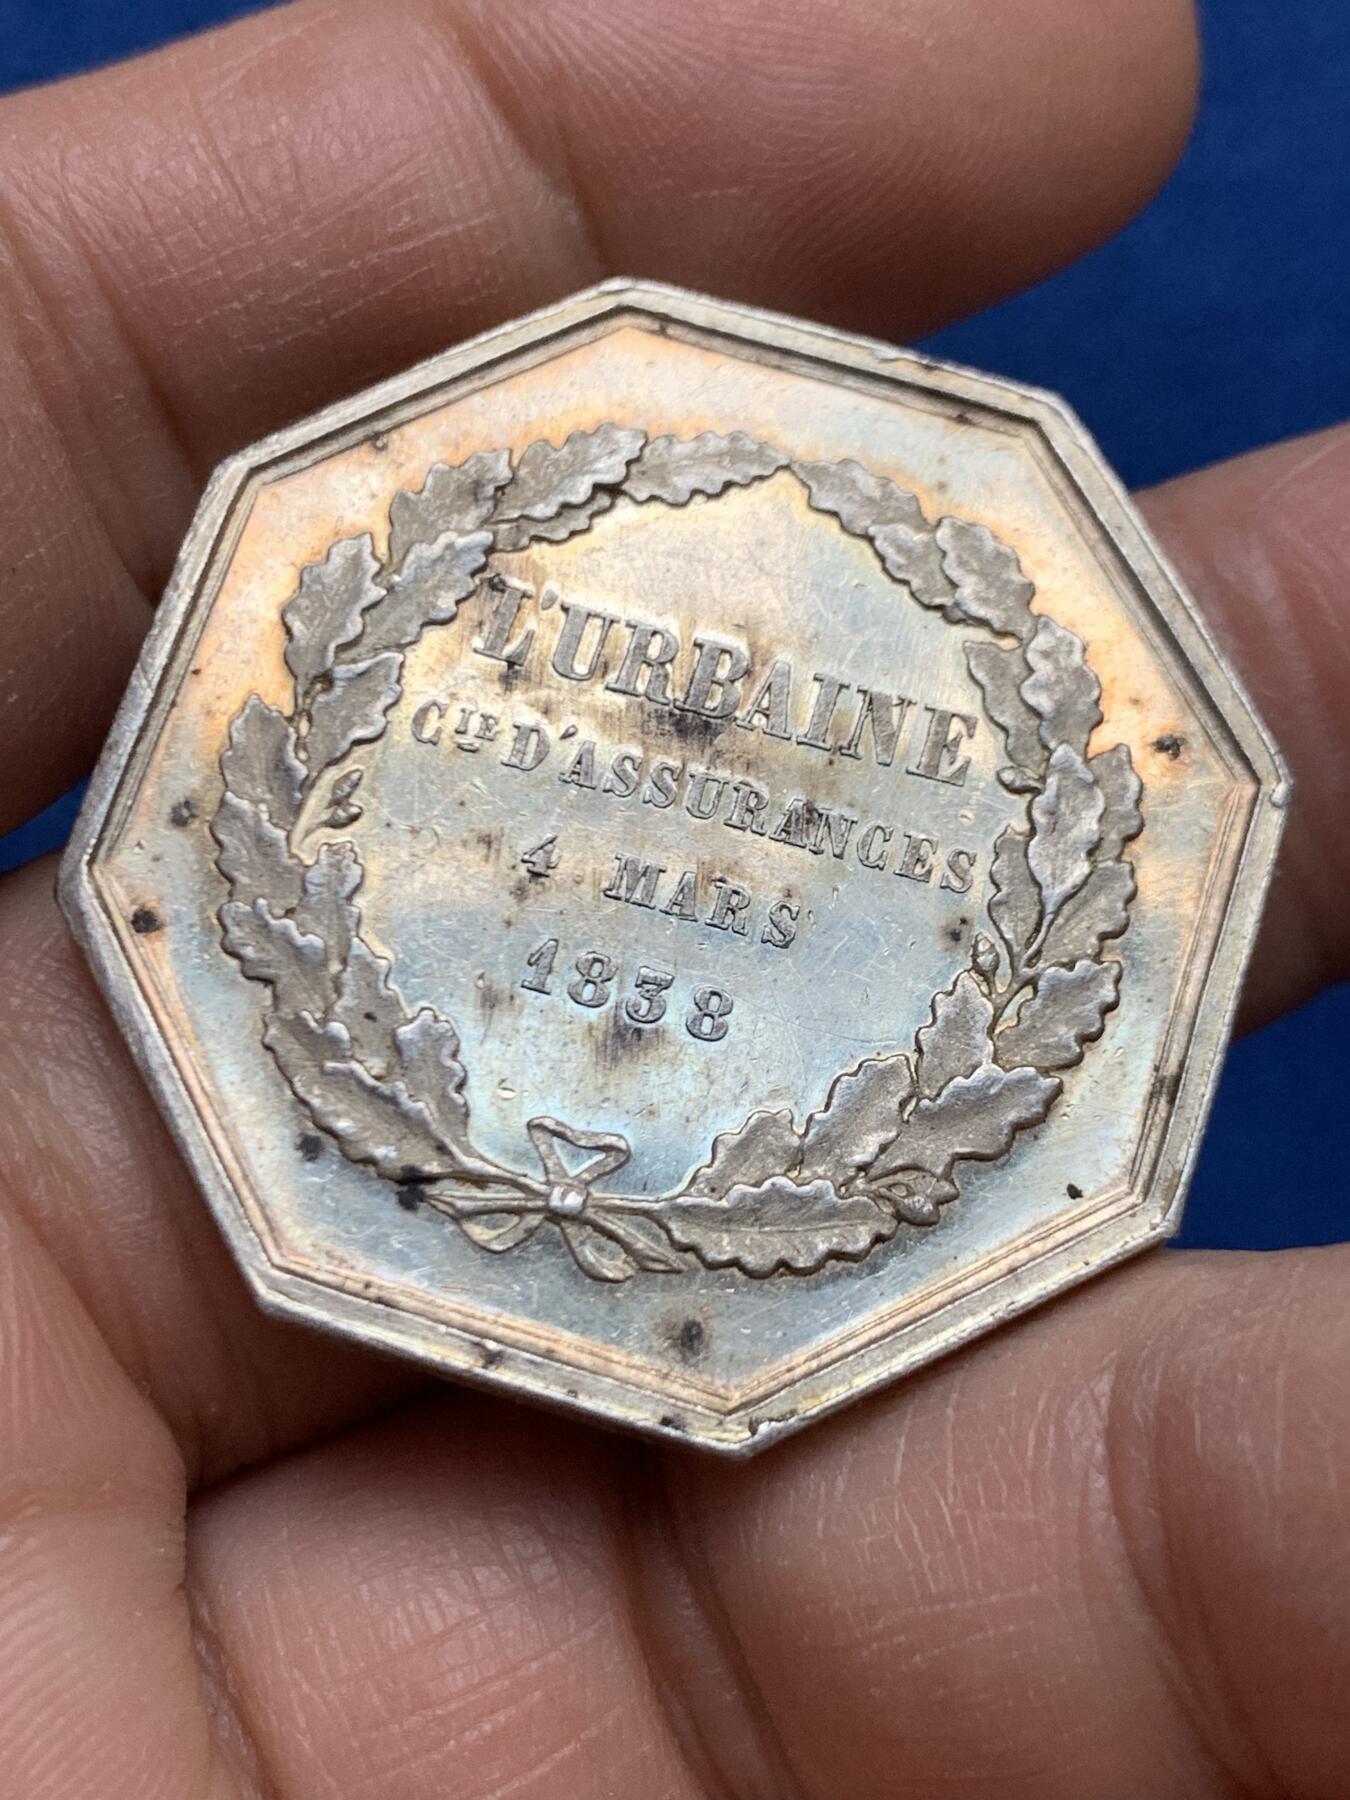 L'URBAINE
CIE D'ASSURANCES
4 MARS
1838